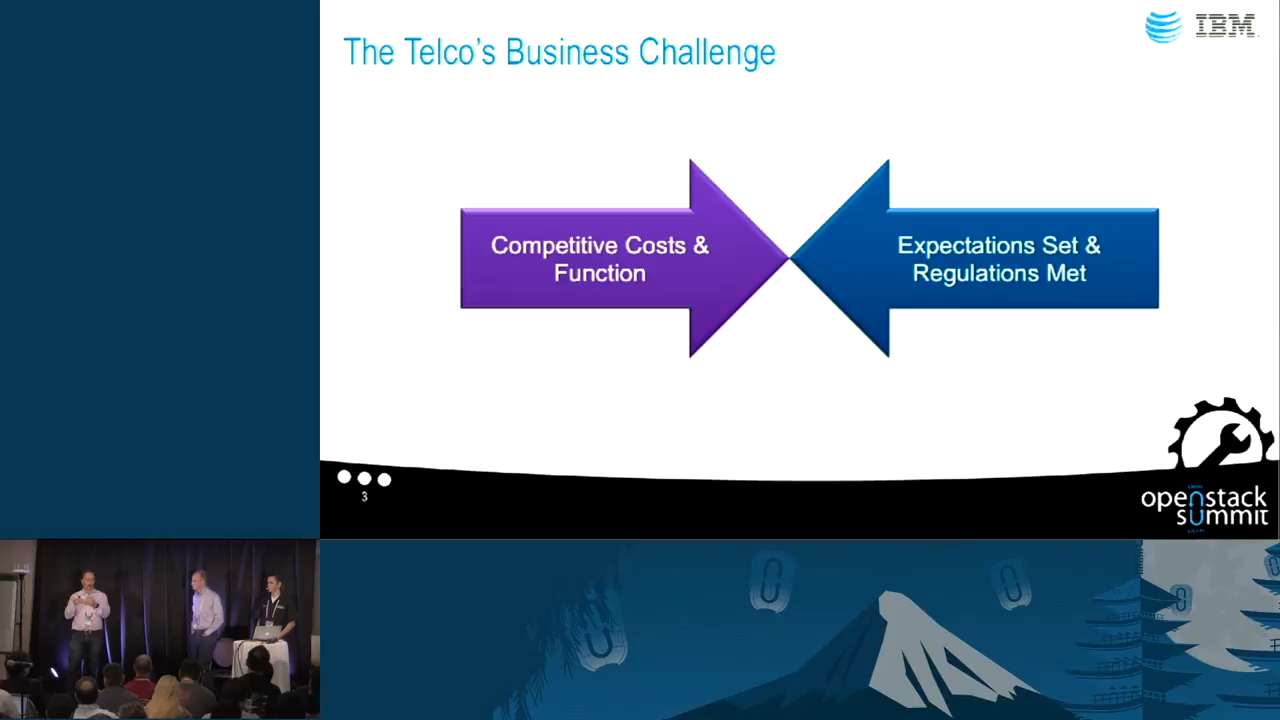 The Telco's Business Challenge
IBM
Competitive Costs &
Function
Expectations Set &
Regulations Met
3
openstack
summit